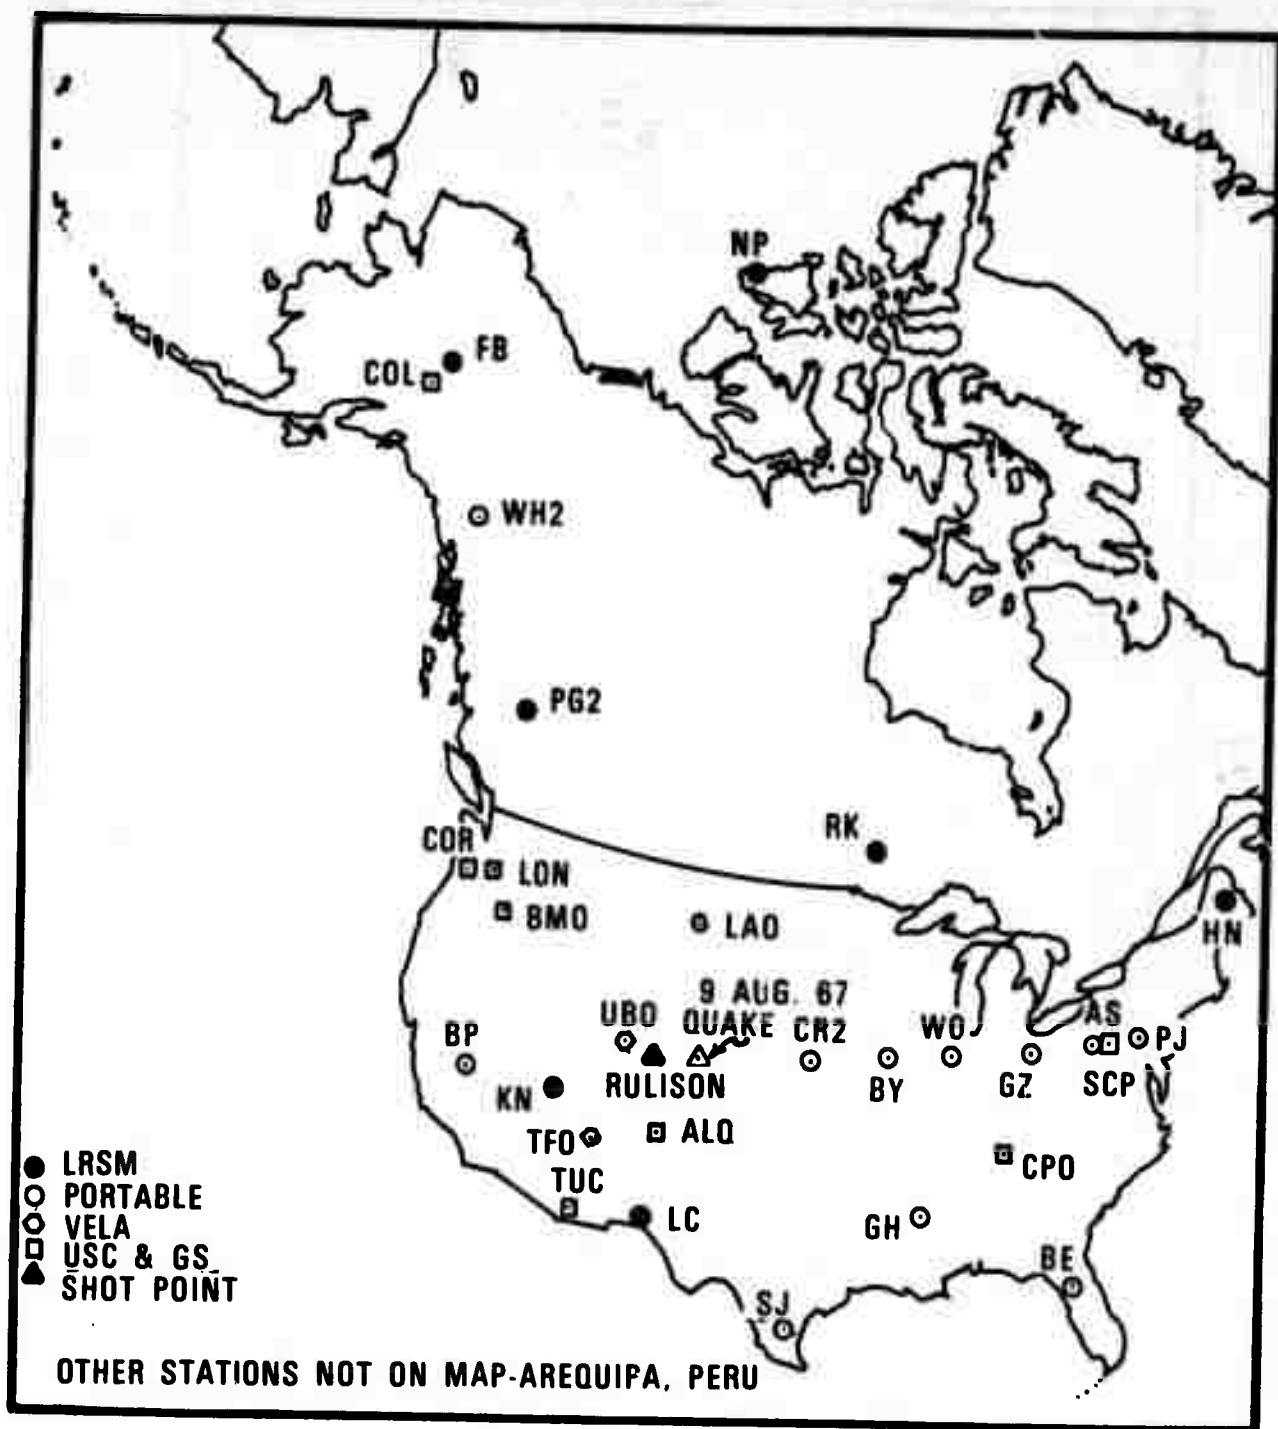 NP
FB
COL
WH2
PG2
COR
RK
LON
BMO
LAO
HN
9 AUG. 67
QUAKE
UBO
CR2
WO
AS
PJ
BP
KN
RULISON
BY
GZ
SCP
TFO
ALQ
CPO
TUC
LC
GH
BE
SJ
LRSM
PORTABLE
VELA
USC & GS
SHOT POINT
OTHER STATIONS NOT ON MAP-AREQUIPA, PERU